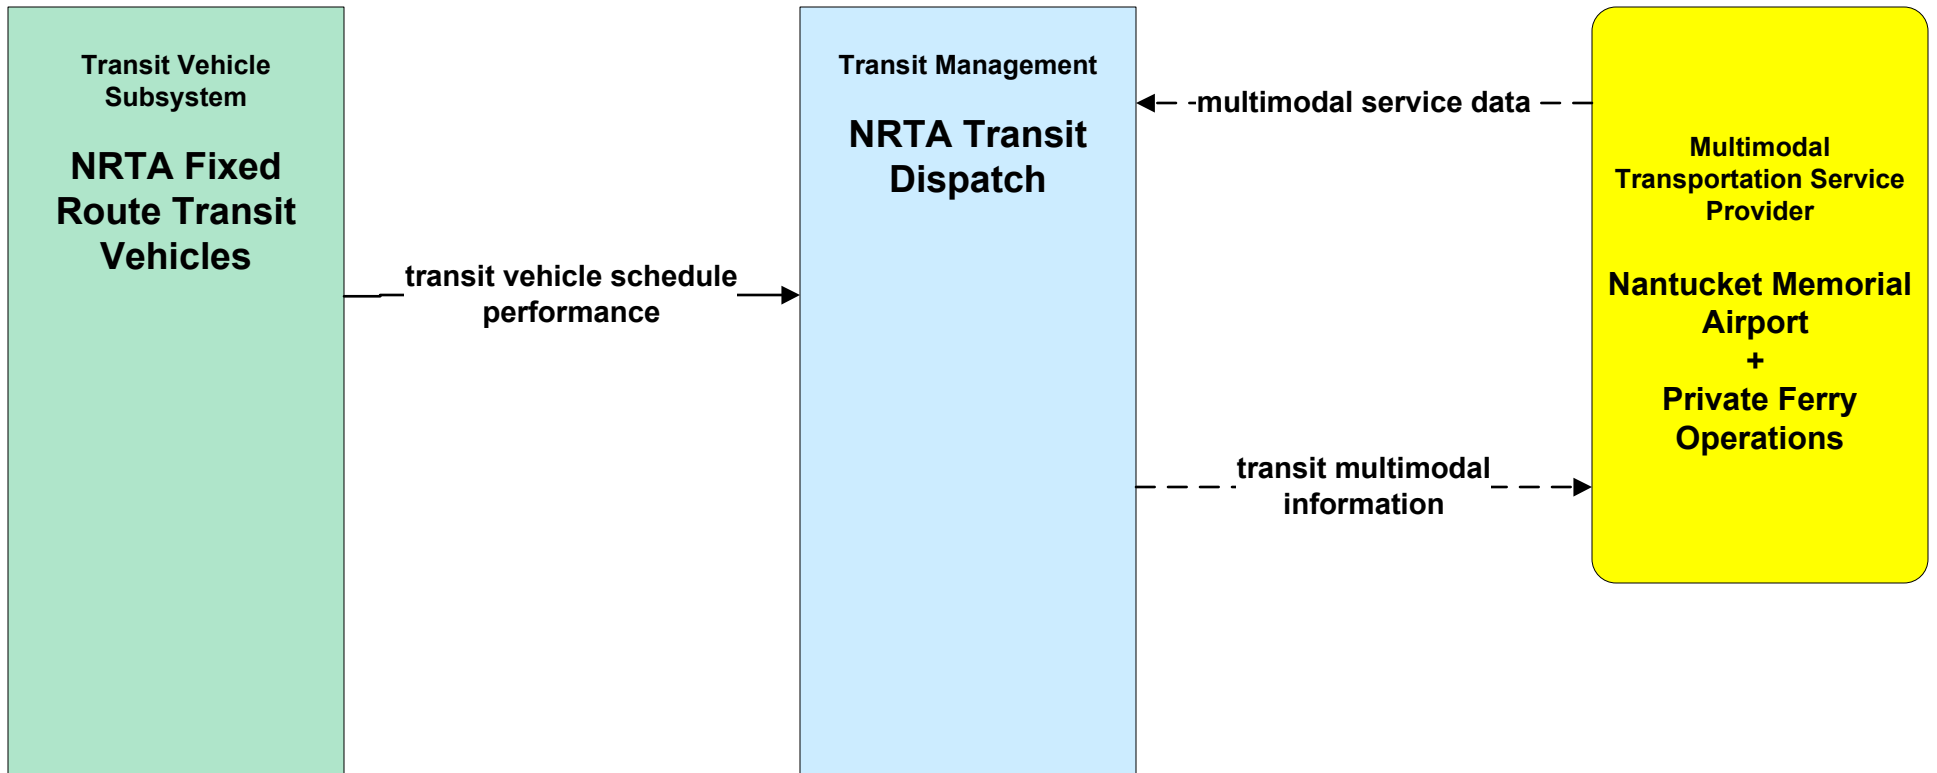 Transit Vehicle
Subsystem
NRTA Fixed
Route Transit
Vehicles
transit vehicle schedule
performance
Transit Management
NRTA Transit
Dispatch
multimodal service data
transit multimodal
information
Multimodal
Transportation Service
Provider
Nantucket Memorial
Airport
+
Private Ferry
Operations